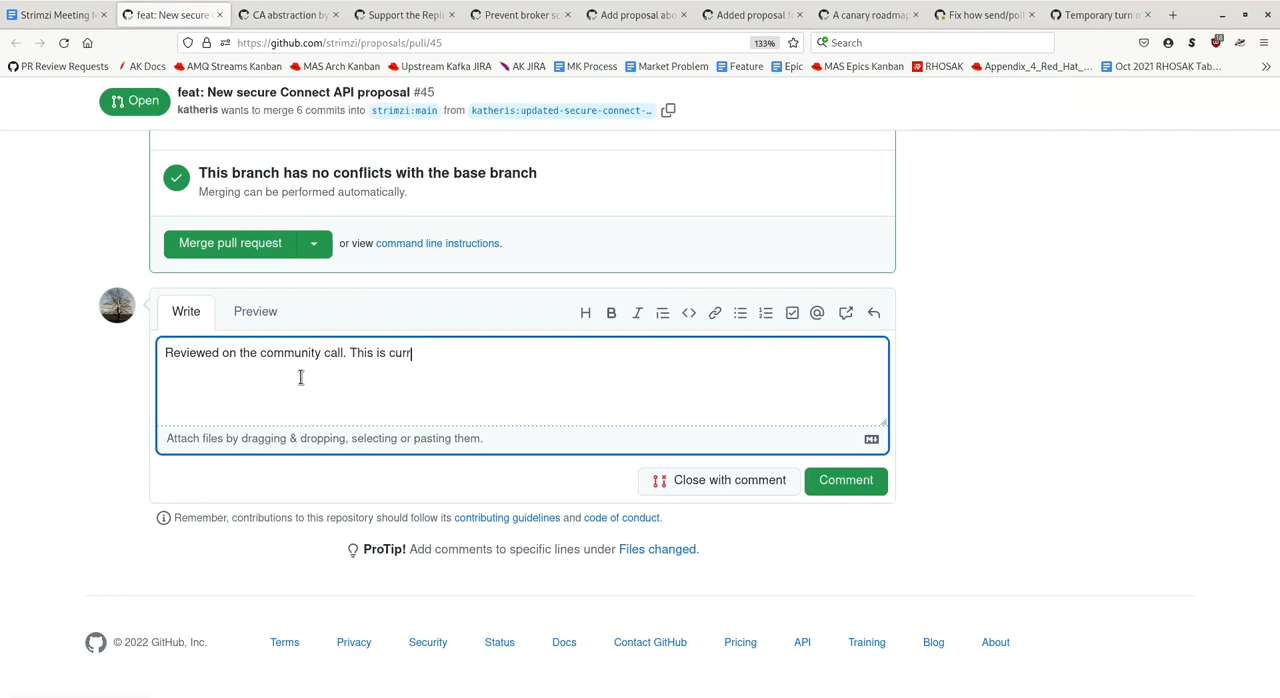 Strimzi Meeting
feat: New secure
CA abstraction by
Support the Repli
Prevent broker sc
Add proposal abo
Added proposal f
A canary roadmap
Fix how send/poll
Temporary turn o
https://github.com/strimzi/proposals/pull/45
133%
Search
18
PR Review Requests
AK Docs
AMQ Streams Kanban
MAS Arch Kanban
Upstream Kafka JIRA
AK JIRA
MK Process
Market Problem
Feature
Epic
MAS Epics Kanban
RHOSAK
Appendix_4_Red_Hat_…
Oct 2021 RHOSAK Tab…
Open
feat: New secure Connect API proposal #45
katheris wants to merge 6 commits into strimzi:main from katheris:updated-secure-connect-…
This branch has no conflicts with the base branch
Merging can be performed automatically.
Merge pull request
or view command line instructions.
Write
Preview
Reviewed on the community call. This is curr
Attach files by dragging & dropping, selecting or pasting them.
Close with comment
Comment
Remember, contributions to this repository should follow its contributing guidelines and code of conduct.
ProTip! Add comments to specific lines under Files changed.
© 2022 GitHub, Inc.
Terms
Privacy
Security
Status
Docs
Contact GitHub
Pricing
API
Training
Blog
About